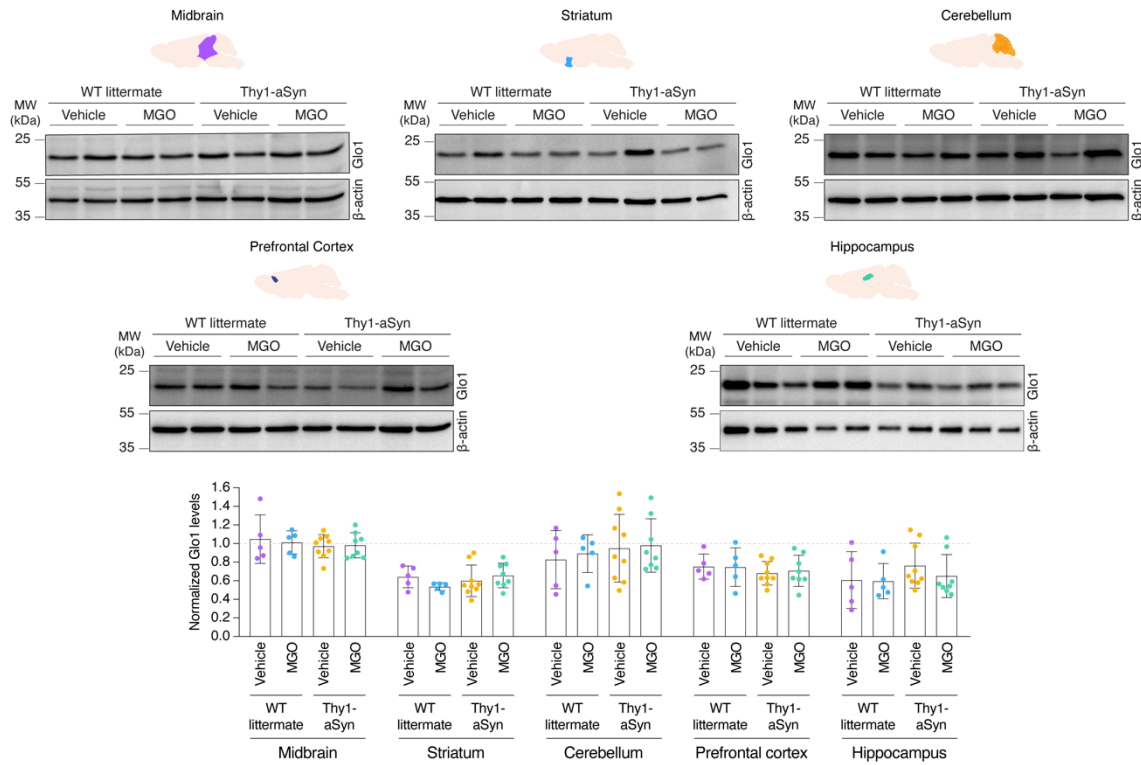 Midbrain
Striatum
Cerebellum
MW
(kDa)
WT littermate
Thy1-aSyn
Vehicle
MGO
Vehicle
MGO
25
Glo1
55
35
β-actin
MW
(kDa)
WT littermate
Thy1-aSyn
Vehicle
MGO
Vehicle
MGO
25
Glo1
55
35
β-actin
MW
(kDa)
WT littermate
Thy1-aSyn
Vehicle
MGO
Vehicle
MGO
25
Glo1
55
35
β-actin
Prefrontal Cortex
Hippocampus
MW
(kDa)
WT littermate
Thy1-aSyn
Vehicle
MGO
Vehicle
MGO
25
Glo1
55
35
β-actin
MW
(kDa)
WT littermate
Thy1-aSyn
Vehicle
MGO
Vehicle
MGO
25
Glo1
55
35
β-actin
Normalized Glo1 levels
1.6
1.4
1.2
1.0
0.8
0.6
0.4
0.2
0.0
Vehicle
MGO
Vehicle
MGO
Vehicle
MGO
Vehicle
MGO
Vehicle
MGO
Vehicle
MGO
Vehicle
MGO
Vehicle
MGO
Vehicle
MGO
Vehicle
MGO
WT
littermate
Thy1-
aSyn
WT
littermate
Thy1-
aSyn
WT
littermate
Thy1-
aSyn
WT
littermate
Thy1-
aSyn
WT
littermate
Thy1-
aSyn
Midbrain
Striatum
Cerebellum
Prefrontal cortex
Hippocampus